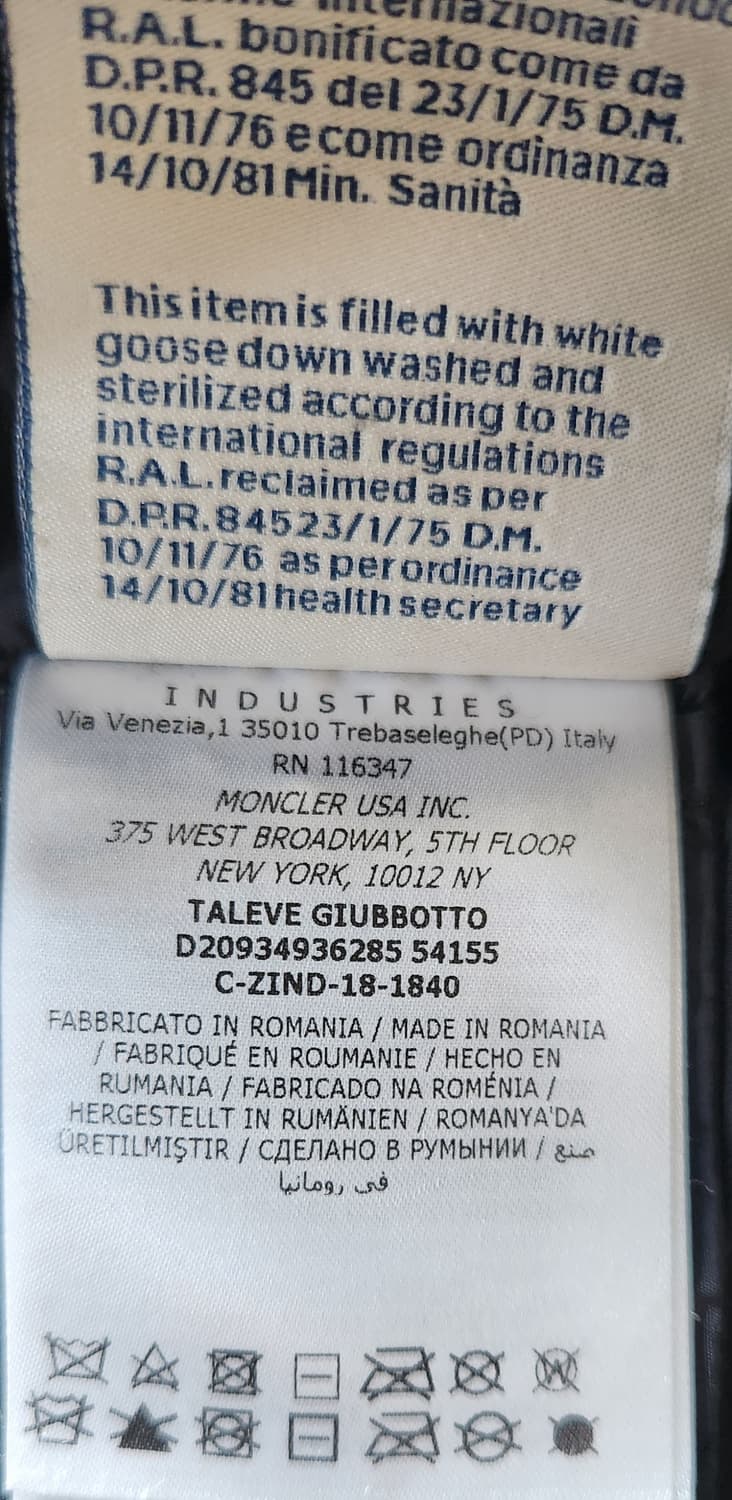 internazionali
R.A.L. bonificato come da
D.P.R. 845 del 23/1/75 D.M.
10/11/76 e come ordinanza
14/10/81 Min. Sanità
This item is filled with white
goose down washed and
sterilized according to the
international regulations
R.A.L. reclaimed as per
D.P.R. 845 23/1/75 D.M.
10/11/76 as per ordinance
14/10/81 health secretary
INDUSTRIES
Via Venezia,1 35010 Trebaseleghe(PD) Italy
RN 116347
MONCLER USA INC.
375 WEST BROADWAY, 5TH FLOOR
NEW YORK, 10012 NY
TALEVE GIUBBOTTO
D20934936285 54155
C-ZIND-18-1840
FABBRICATO IN ROMANIA / MADE IN ROMANIA
/ FABRIQUÉ EN ROUMANIE / HECHO EN
RUMANIA / FABRICADO NA ROMÉNIA /
HERGESTELLT IN RUMÄNIEN / ROMANYA'DA
ÜRETILMIŞTIR / СДЕЛАНО В РУМЫНИИ / صنع
في رومانيا
W